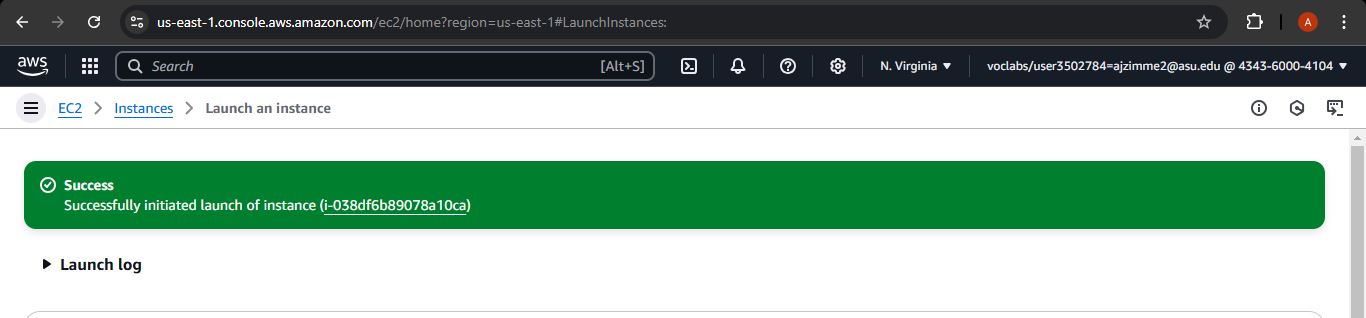 us-east-1.console.aws.amazon.com/ec2/home?region=us-east-1#LaunchInstances:
A
aws
Search
[Alt+S]
N. Virginia
voclabs/user3502784=ajzimme2@asu.edu @ 4343-6000-4104
EC2 > Instances > Launch an instance
Success
Successfully initiated launch of instance (i-038df6b89078a10ca)
Launch log